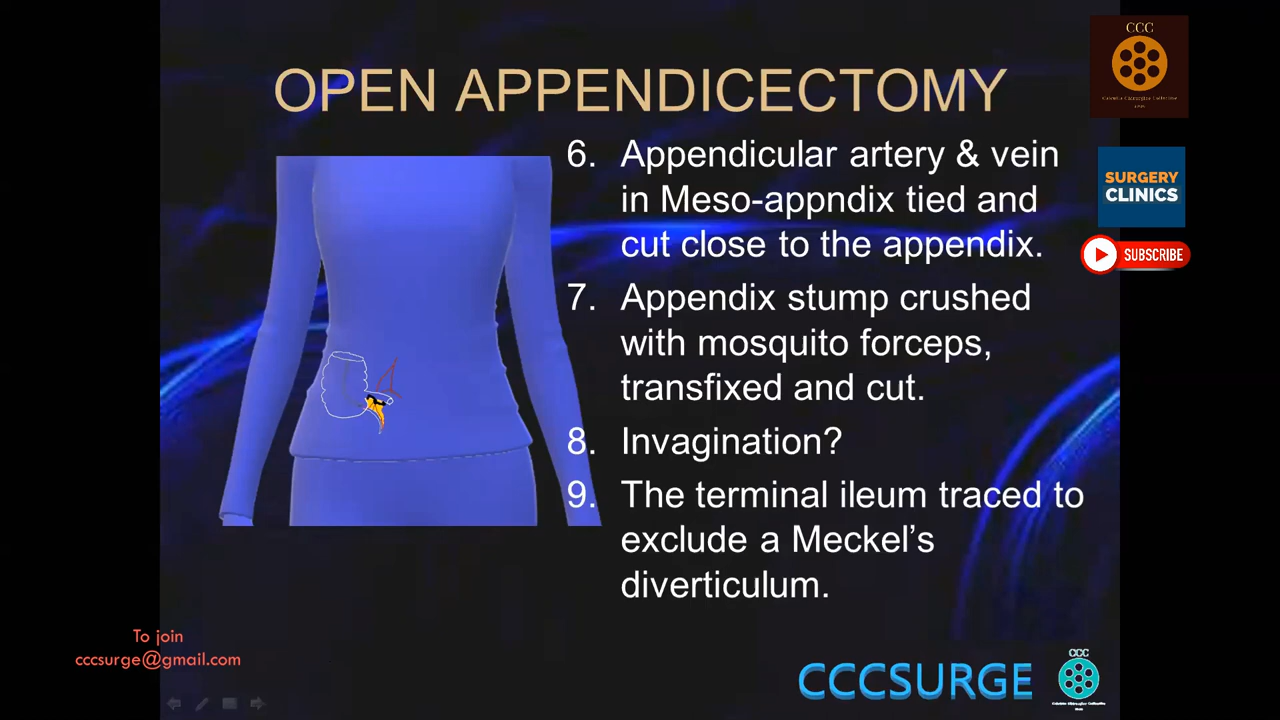 CCC
OPEN APPENDICECTOMY
6. Appendicular artery & vein
in Meso-appndix tied and
cut close to the appendix.
7. Appendix stump crushed
with mosquito forceps,
transfixed and cut.
8. Invagination?
9. The terminal ileum traced to
exclude a Meckel’s
diverticulum.
SURGERY
CLINICS
SUBSCRIBE
To join
cccsurge@gmail.com
CCCSURGE
CCC